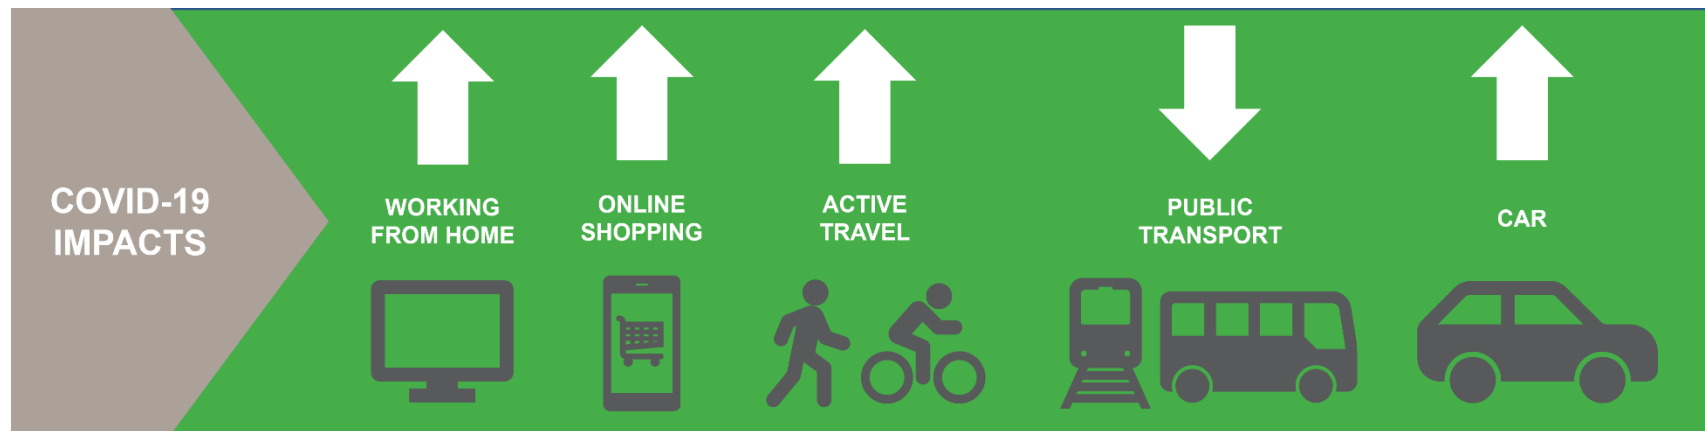 COVID-19
IMPACTS
WORKING
FROM HOME
ONLINE
SHOPPING
ACTIVE
TRAVEL
PUBLIC
TRANSPORT
CAR